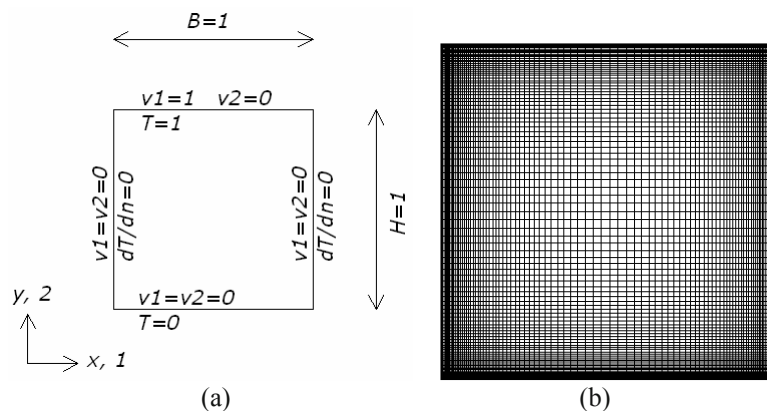 B=1
v1=1 v2=0
T=1
v1=v2=0
dT/dn=0
v1=v2=0
dT/dn=0
H=1
v1=v2=0
T=0
y, 2
x, 1
(a)
(b)